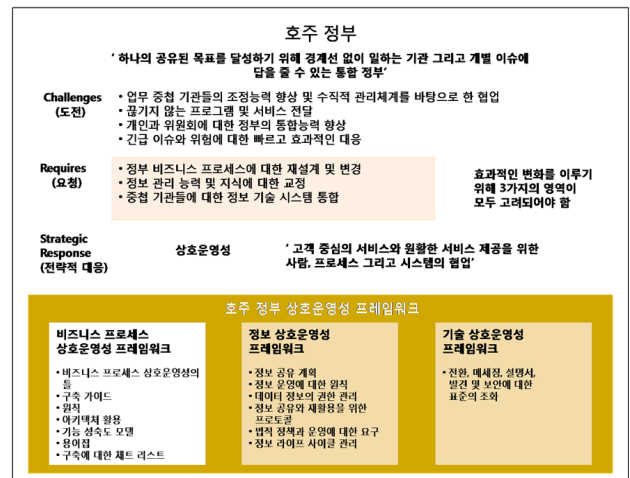 호주 정부
‘ 하나의 공유된 목표를 달성하기 위해 경계선 없이 일하는 기관 그리고 개별 이슈에
답을 줄 수 있는 통합 정부’
Challenges
(도전)
• 업무 중첩 기관들의 조정능력 향상 및 수직적 관리체계를 바탕으로 한 협업
• 끊기지 않는 프로그램 및 서비스 전달
• 개인과 위원회에 대한 정부의 통합능력 향상
• 긴급 이슈와 위험에 대한 빠르고 효과적인 대응
Requires
(요청)
• 정부 비즈니스 프로세스에 대한 재설계 및 변경
• 정보 관리 능력 및 지식에 대한 교정
• 중첩 기관들에 대한 정보 기술 시스템 통합
효과적인 변화를 이루기
위해 3가지의 영역이
모두 고려되어야 함
Strategic
Response
(전략적 대응)
상호운영성
‘ 고객 중심의 서비스와 원활한 서비스 제공을 위한
사람, 프로세스 그리고 시스템의 협업’
호주 정부 상호운영성 프레임워크
비즈니스 프로세스
상호운영성 프레임워크
• 비즈니스 프로세스 상호운영성의
틀
• 구축 가이드
• 원칙
• 아키텍처 활용
• 기능 성숙도 모델
• 용어집
• 구축에 대한 채트 리스트
정보 상호운영성
프레임워크
• 정보 공유 계획
• 정보 운영에 대한 원칙
• 데이터 정보의 권한 관리
• 정보 공유와 재활용을 위한
프로토콜
• 법적 정책과 운영에 대한 요구
• 정보 라이프 사이클 관리
기술 상호운영성
프레임워크
• 전환, 메세징, 설명서,
발견 및 보안에 대한
표준의 조화